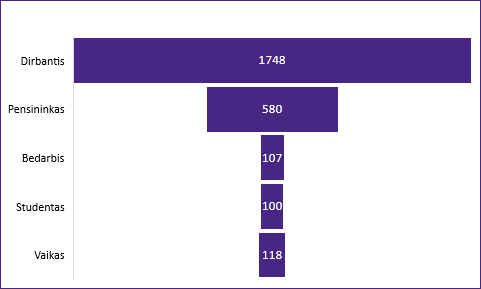 Dirbantis 1748
Pensininkas 580
Bedarbis 107
Studentas 100
Vaikas 118